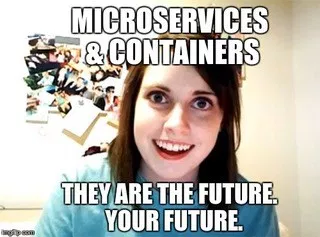 MICROSERVICES
& CONTAINERS
THEY ARE THE FUTURE.
YOUR FUTURE.
imgflip.com